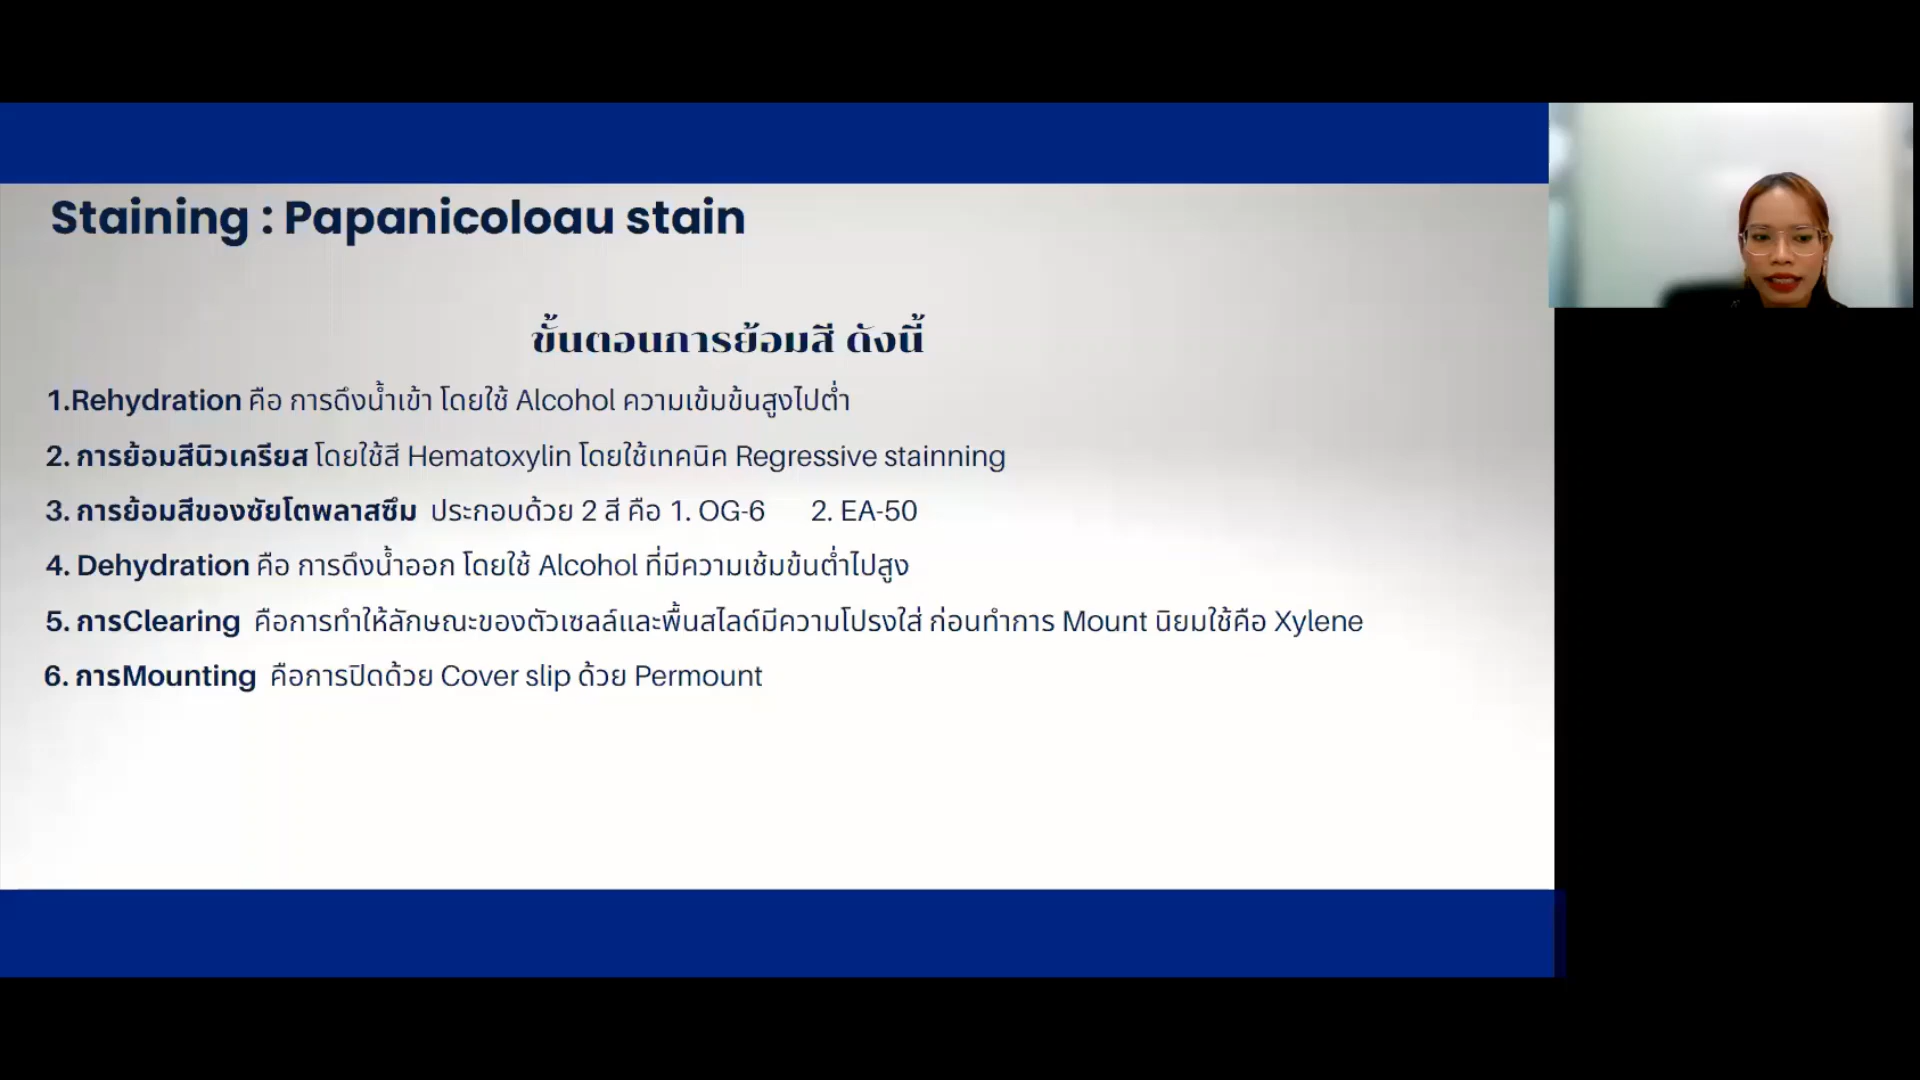 Staining : Papanicoloau stain
ขั้นตอนการย้อมสี ดังนี้
1.Rehydration คือ การดึงน้ำเข้า โดยใช้ Alcohol ความเข้มข้นสูงไปต่ำ
2. การย้อมสีนิวเครียส โดยใช้สี Hematoxylin โดยใช้เทคนิค Regressive stainning
3. การย้อมสีของซัยโตพลาสซึม ประกอบด้วย 2 สี คือ 1. OG-6 2. EA-50
4. Dehydration คือ การดึงน้ำออก โดยใช้ Alcohol ที่มีความเช้มข้นต่ำไปสูง
5. การClearing คือการทำให้ลักษณะของตัวเซลล์และพื้นสไลด์มีความโปรงใส่ ก่อนทำการ Mount นิยมใช้คือ Xylene
6. การMounting คือการปิดด้วย Cover slip ด้วย Permount